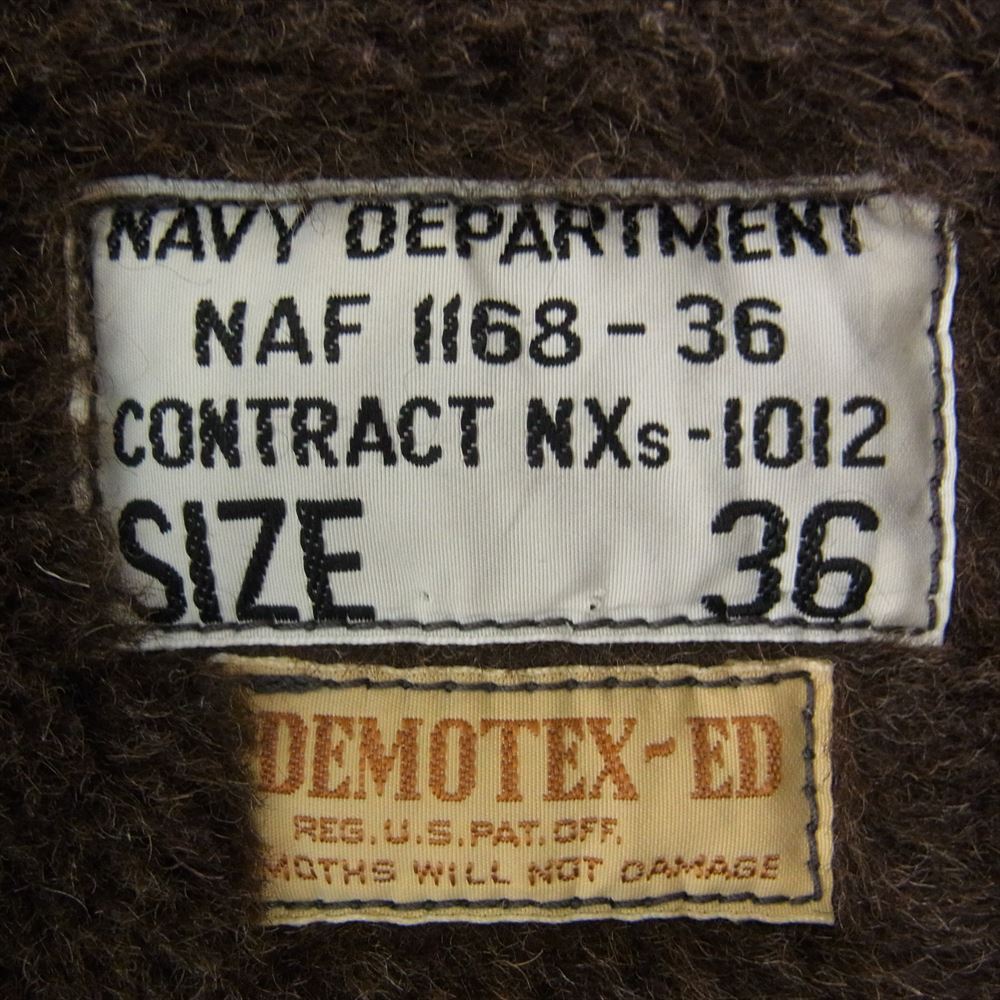 NAVY DEPARTMENT
NAF 1168 - 36
CONTRACT NXs - 1012
SIZE 36
DEMOTEX-ED
REG. U.S. PAT. OFF.
MOTHS WILL NOT DAMAGE